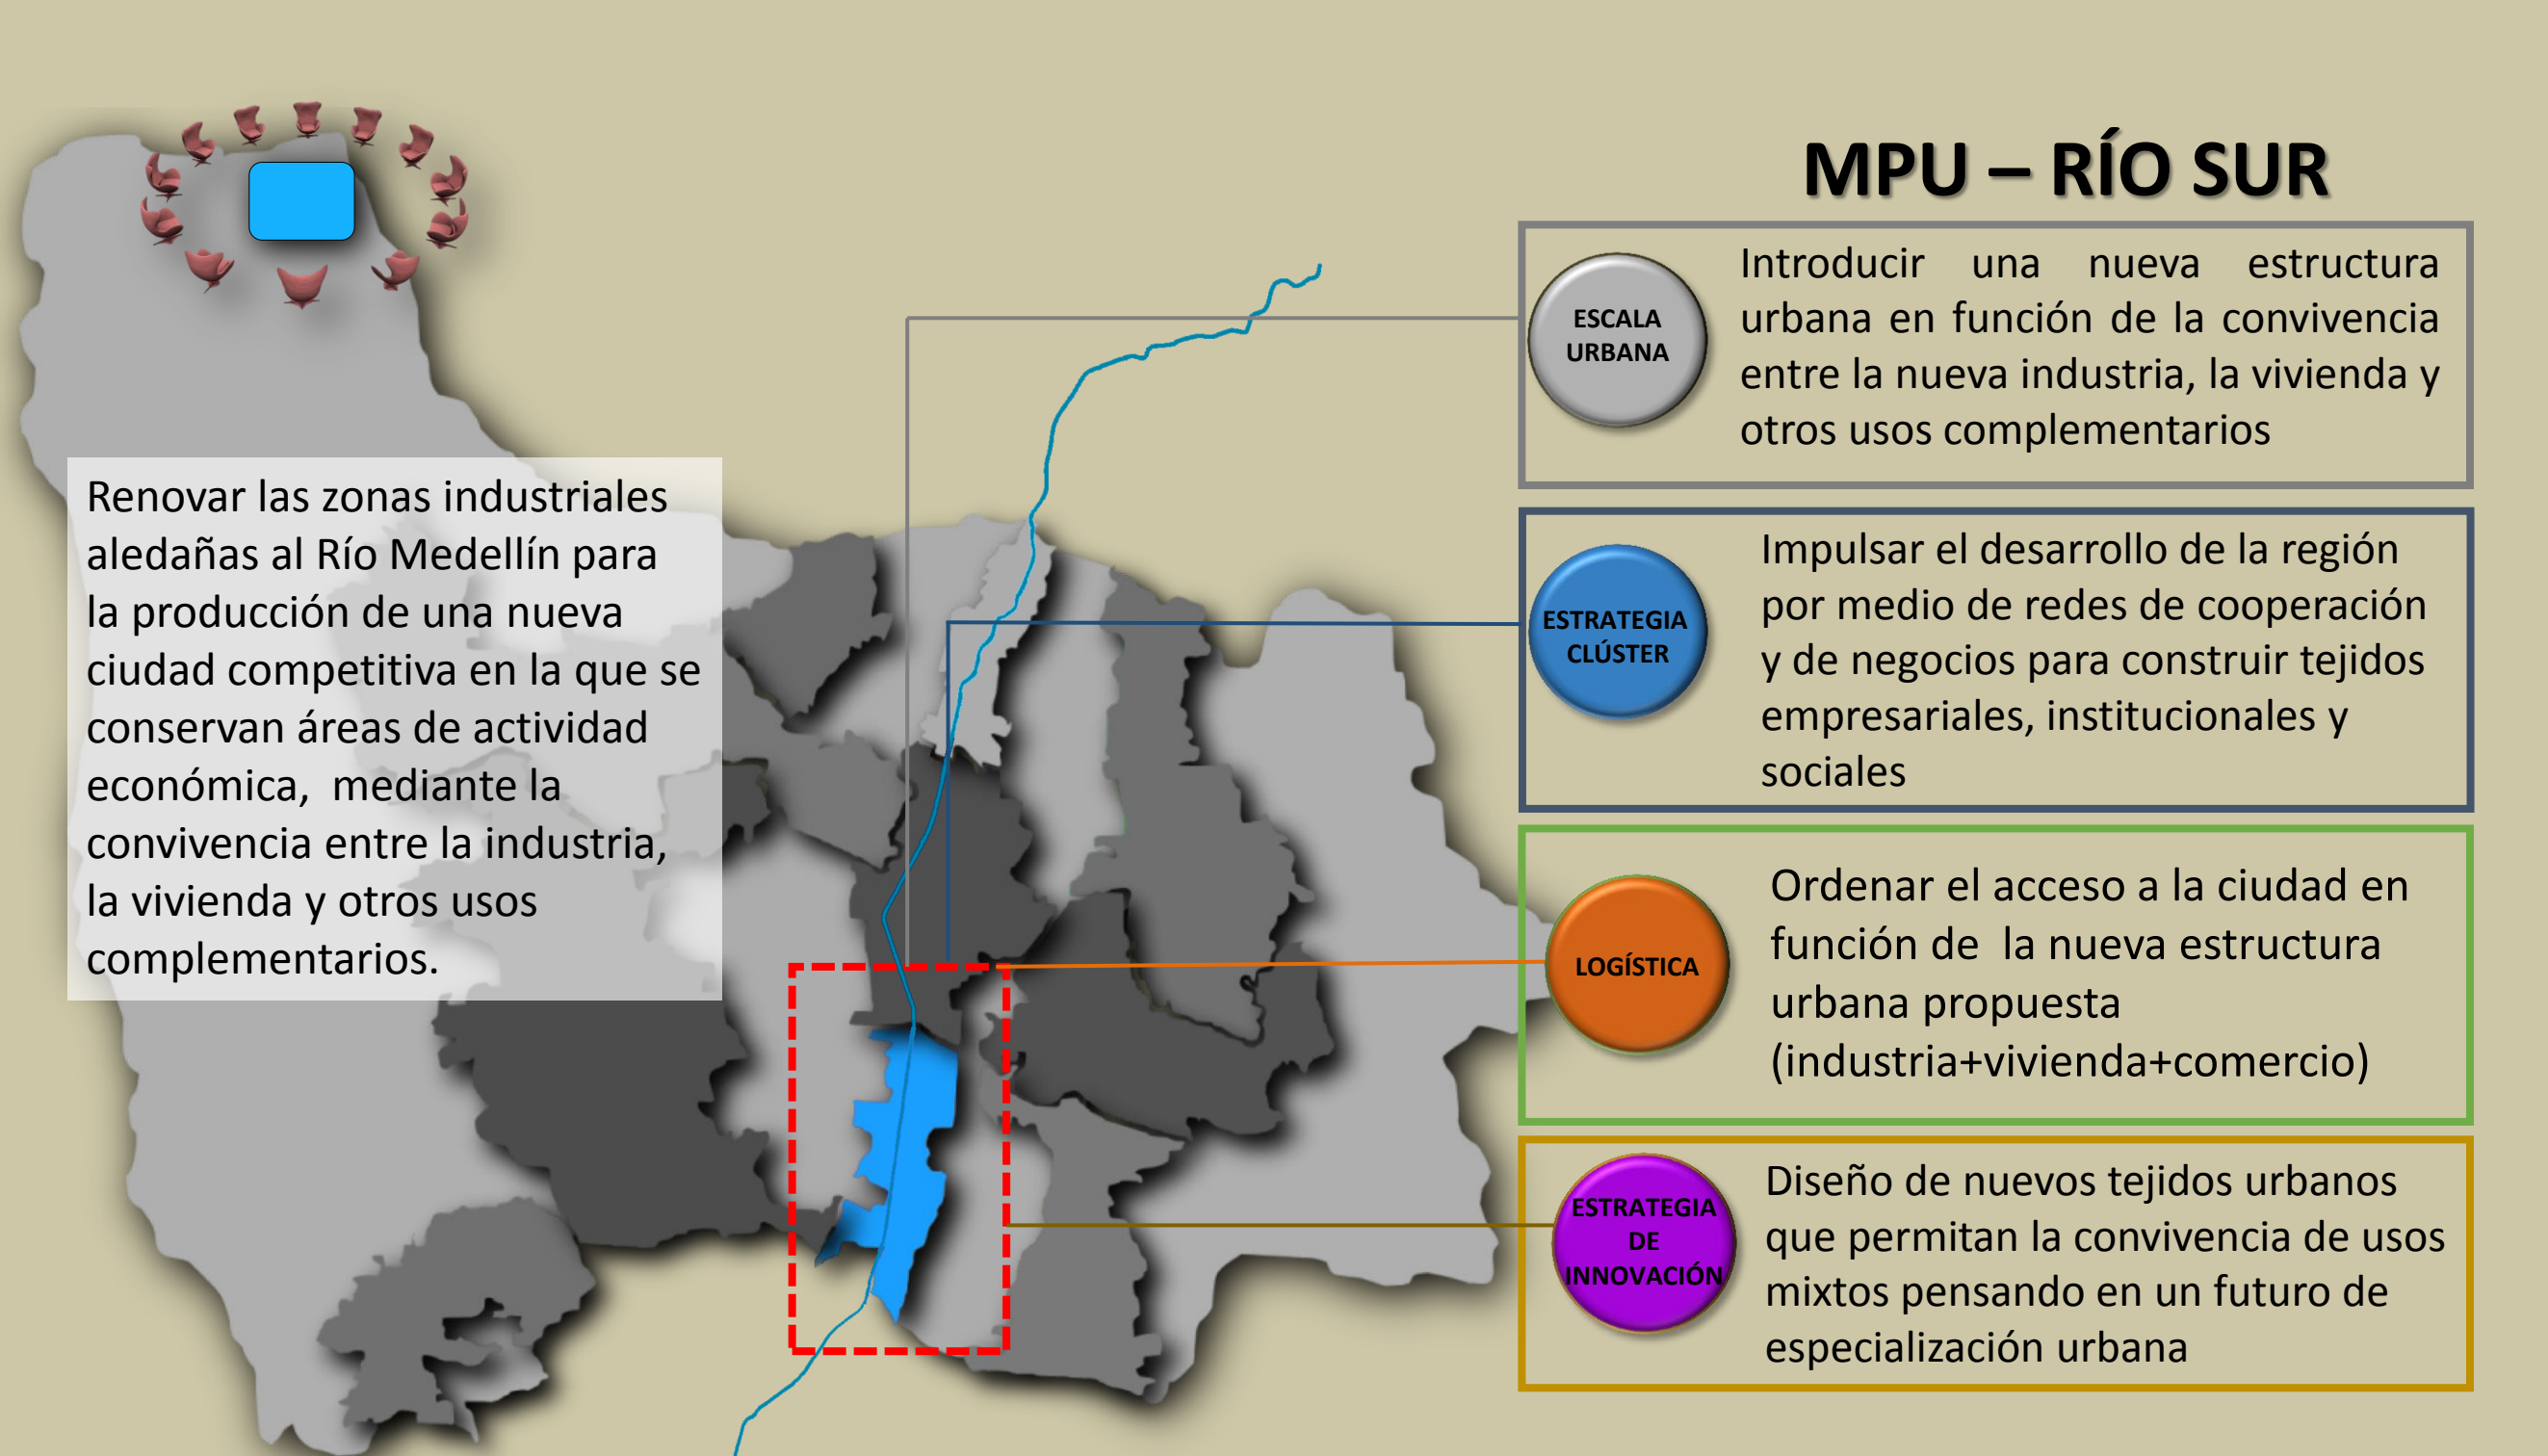 MPU – RÍO SUR
Renovar las zonas industriales
aledañas al Río Medellín para
la producción de una nueva
ciudad competitiva en la que se
conservan áreas de actividad
económica, mediante la
convivencia entre la industria,
la vivienda y otros usos
complementarios.
ESCALA
URBANA
Introducir una nueva estructura
urbana en función de la convivencia
entre la nueva industria, la vivienda y
otros usos complementarios
ESTRATEGIA
CLÚSTER
Impulsar el desarrollo de la región
por medio de redes de cooperación
y de negocios para construir tejidos
empresariales, institucionales y
sociales
LOGÍSTICA
Ordenar el acceso a la ciudad en
función de la nueva estructura
urbana propuesta
(industria+vivienda+comercio)
ESTRATEGIA
DE
INNOVACIÓN
Diseño de nuevos tejidos urbanos
que permitan la convivencia de usos
mixtos pensando en un futuro de
especialización urbana